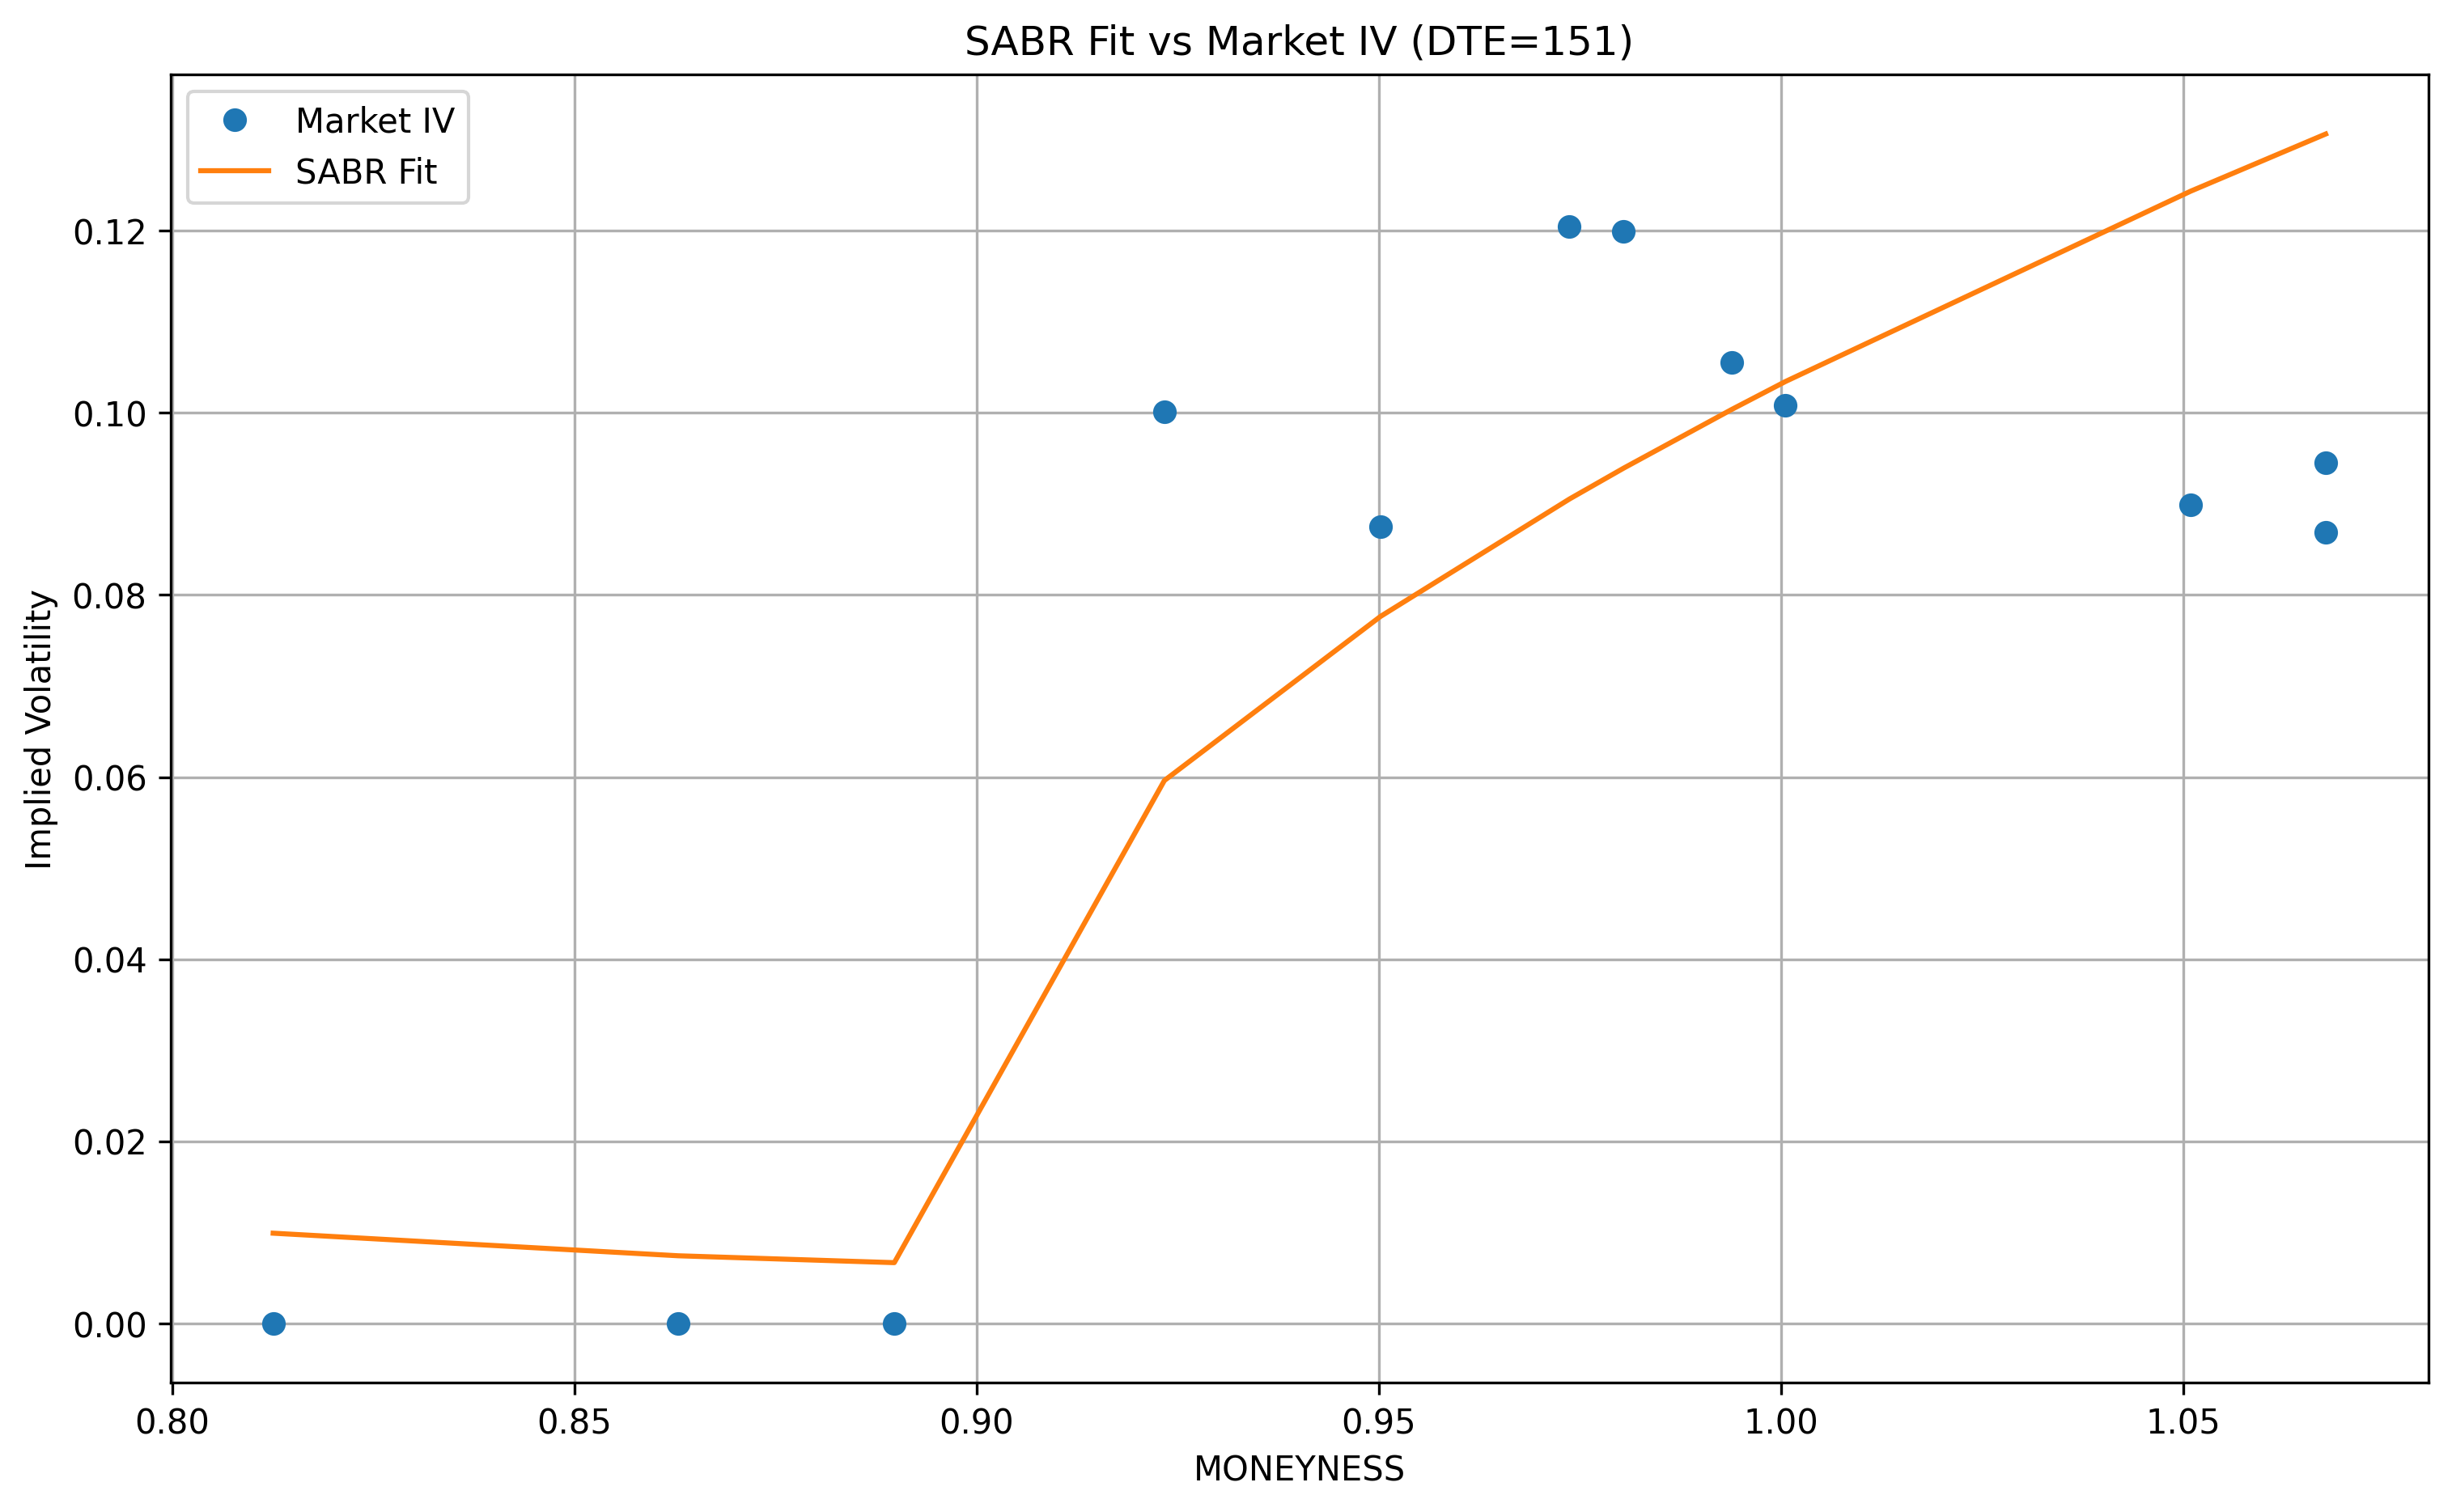 SABR Fit vs Market IV (DTE=151)
Market IV
SABR Fit
Implied Volatility
0.12
0.10
0.08
0.06
0.04
0.02
0.00
0.80 0.85 0.90 0.95 1.00 1.05
MONEYNESS